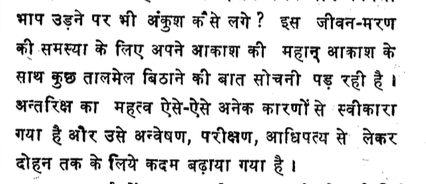 भाप उड़ने पर भी अंकुश कैसे लगे ? इस जीवन-मरण
की समस्या के लिए अपने आकाश की महान् आकाश के
साथ कुछ तालमेल बिठाने की बात सोचनी पड़ रही है ।
अन्तरिक्ष का महत्व ऐसे-ऐसे अनेक कारणों से स्वीकारा
गया है और उसे अन्वेषण, परीक्षण, आधिपत्य से लेकर
दोहन तक के लिये कदम बढ़ाया गया है ।